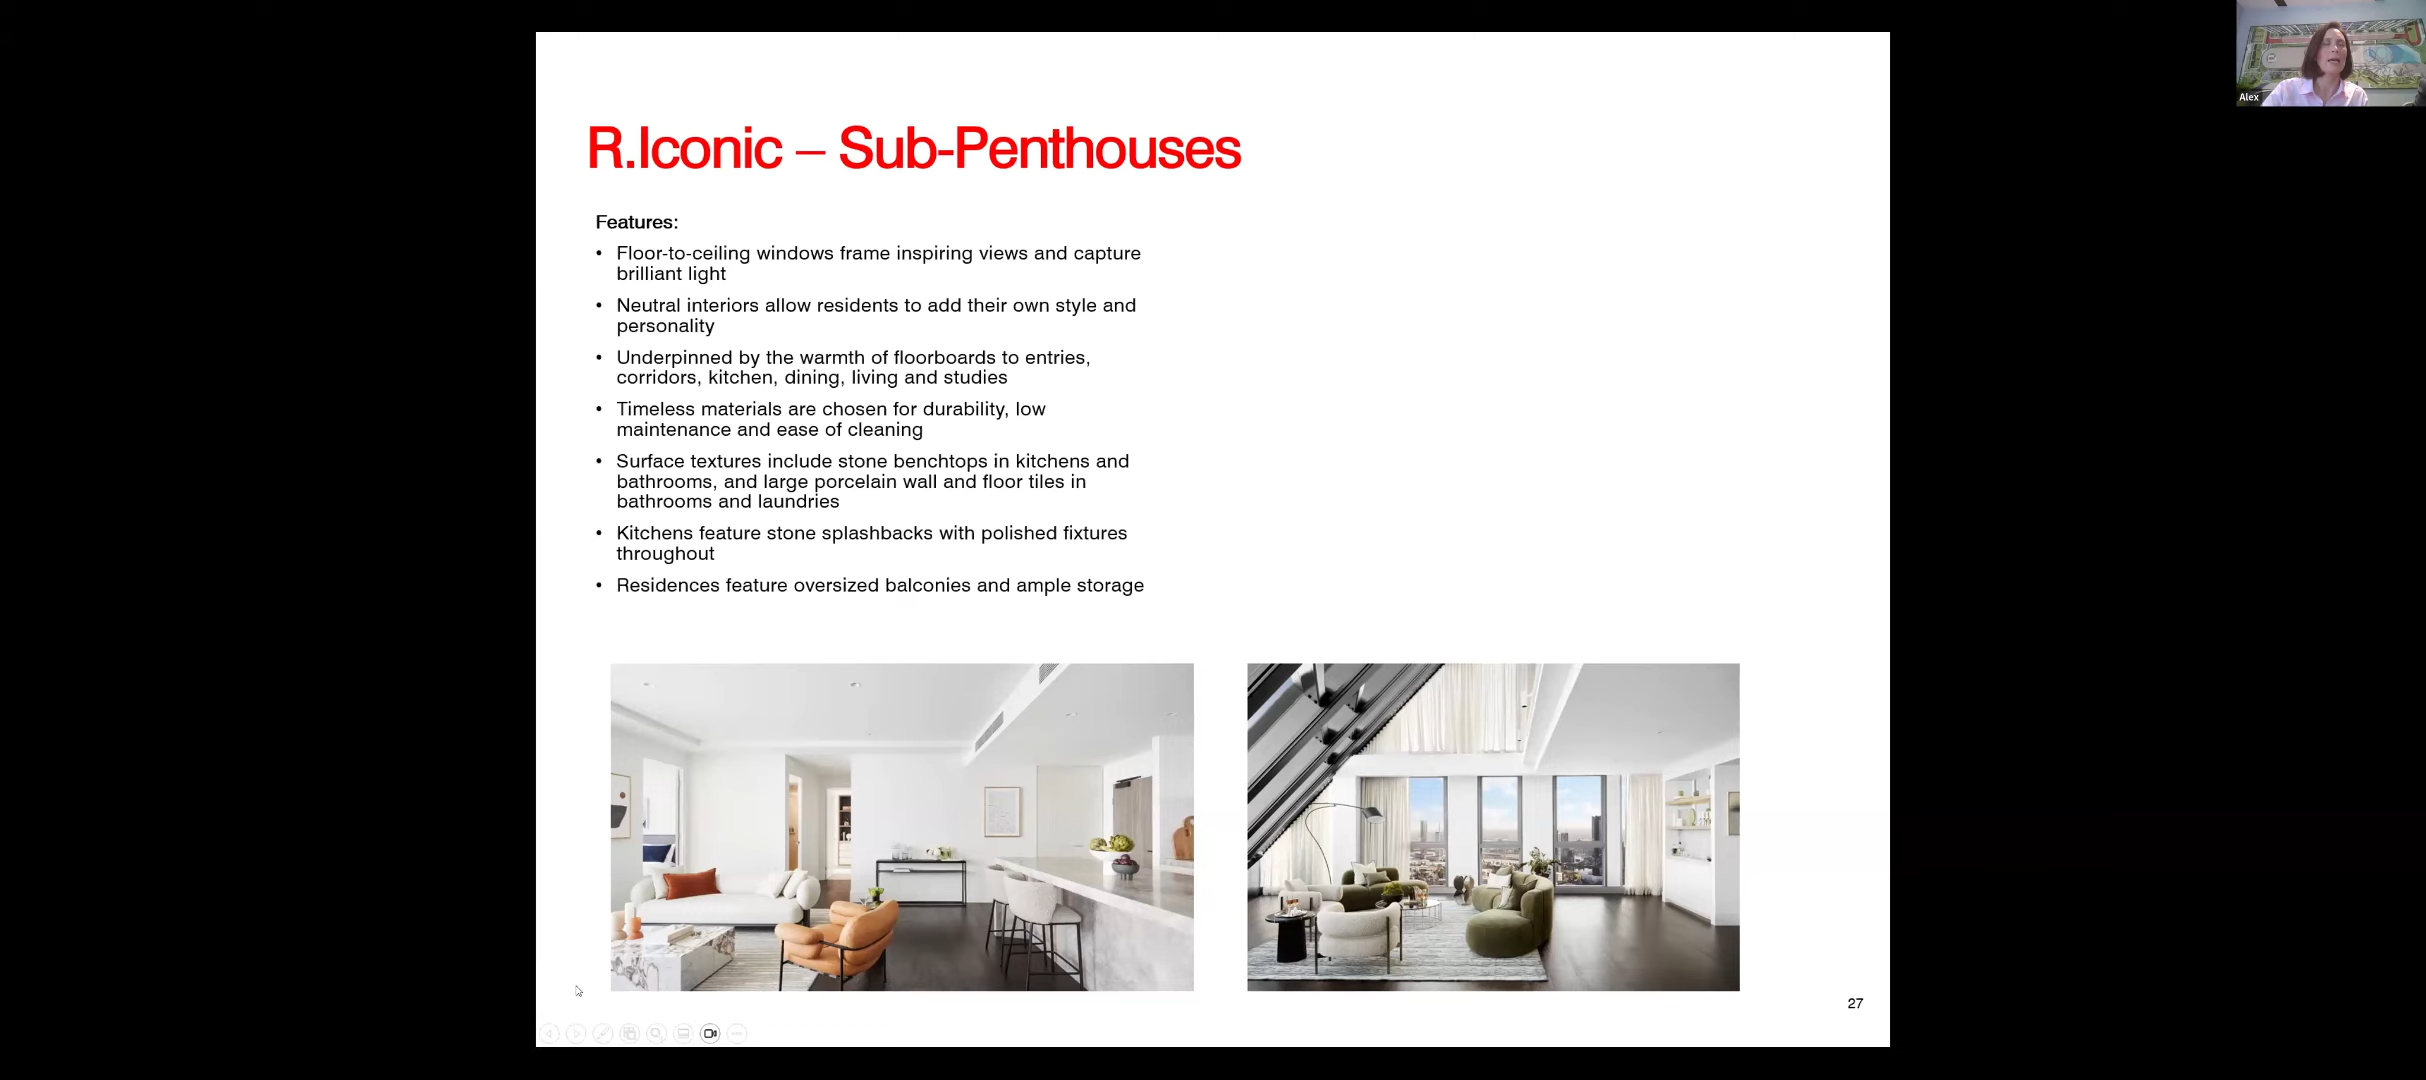 Alex
R.Iconic – Sub-Penthouses
Features:
• Floor-to-ceiling windows frame inspiring views and capture
brilliant light
• Neutral interiors allow residents to add their own style and
personality
• Underpinned by the warmth of floorboards to entries,
corridors, kitchen, dining, living and studies
• Timeless materials are chosen for durability, low
maintenance and ease of cleaning
• Surface textures include stone benchtops in kitchens and
bathrooms, and large porcelain wall and floor tiles in
bathrooms and laundries
• Kitchens feature stone splashbacks with polished fixtures
throughout
• Residences feature oversized balconies and ample storage
27